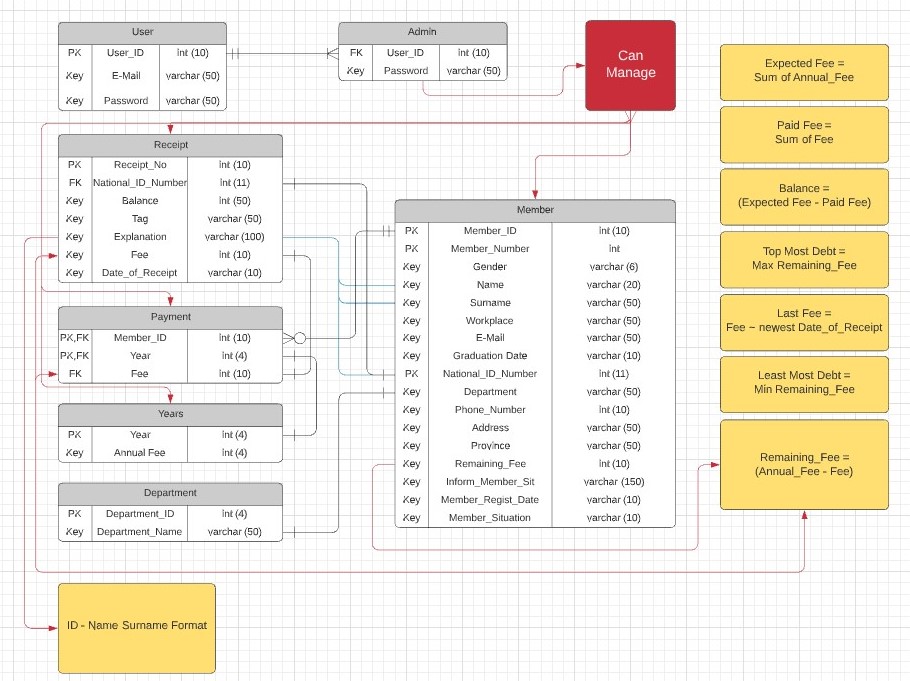 User
PK User_ID int (10)
Key E-Mail varchar (50)
Key Password varchar (50)
Admin
FK User_ID int (10)
Key Password varchar (50)
Can
Manage
Expected Fee =
Sum of Annual_Fee
Paid Fee =
Sum of Fee
Balance =
(Expected Fee - Paid Fee)
Top Most Debt =
Max Remaining_Fee
Last Fee =
Fee ~ newest Date_of_Receipt
Least Most Debt =
Min Remaining_Fee
Remaining_Fee =
(Annual_Fee - Fee)
Receipt
PK Receipt_No int (10)
FK National_ID_Number int (11)
Key Balance int (50)
Key Tag varchar (50)
Key Explanation varchar (100)
Key Fee int (10)
Key Date_of_Receipt varchar (10)
Payment
PK,FK Member_ID int (10)
PK,FK Year int (4)
FK Fee int (10)
Years
PK Year int (4)
Key Annual Fee int (4)
Department
PK Department_ID int (4)
Key Department_Name varchar (50)
Member
PK Member_ID int (10)
PK Member_Number int
Key Gender varchar (6)
Key Name varchar (20)
Key Surname varchar (50)
Key Workplace varchar (50)
Key E-Mail varchar (50)
Key Graduation Date varchar (10)
PK National_ID_Number int (11)
Key Department varchar (50)
Key Phone_Number int (10)
Key Address varchar (50)
Key Province varchar (50)
Key Remaining_Fee int (10)
Key Inform_Member_Sit varchar (150)
Key Member_Regist_Date varchar (10)
Key Member_Situation varchar (10)
ID - Name Surname Format